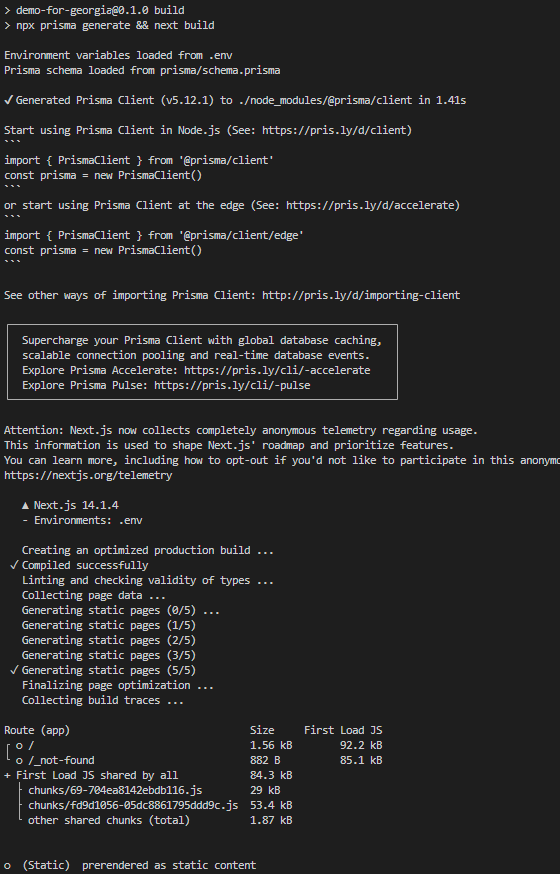 > demo-for-georgia@0.1.0 build
> npx prisma generate && next build
Environment variables loaded from .env
Prisma schema loaded from prisma/schema.prisma
✓ Generated Prisma Client (v5.12.1) to ./node_modules/@prisma/client in 1.41s
Start using Prisma Client in Node.js (See: https://pris.ly/d/client)
```
import { PrismaClient } from '@prisma/client'
const prisma = new PrismaClient()
```
or start using Prisma Client at the edge (See: https://pris.ly/d/accelerate)
```
import { PrismaClient } from '@prisma/client/edge'
const prisma = new PrismaClient()
```
See other ways of importing Prisma Client: http://pris.ly/d/importing-client
Supercharge your Prisma Client with global database caching,
scalable connection pooling and real-time database events.
Explore Prisma Accelerate: https://pris.ly/cli/-accelerate
Explore Prisma Pulse: https://pris.ly/cli/-pulse
Attention: Next.js now collects completely anonymous telemetry regarding usage.
This information is used to shape Next.js' roadmap and prioritize features.
You can learn more, including how to opt-out if you'd not like to participate in this anonymo
https://nextjs.org/telemetry
▲ Next.js 14.1.4
- Environments: .env
Creating an optimized production build ...
✓ Compiled successfully
Linting and checking validity of types ...
Collecting page data ...
Generating static pages (0/5) ...
Generating static pages (1/5)
Generating static pages (2/5)
Generating static pages (3/5)
✓ Generating static pages (5/5)
Finalizing page optimization ...
Collecting build traces ...
Route (app) Size First Load JS
┌ o / 1.56 kB 92.2 kB
└ o /_not-found 882 B 85.1 kB
+ First Load JS shared by all 84.3 kB
├ chunks/69-704ea8142ebdb116.js 29 kB
├ chunks/fd9d1056-05dc8861795ddd9c.js 53.4 kB
└ other shared chunks (total) 1.87 kB
o (Static) prerendered as static content